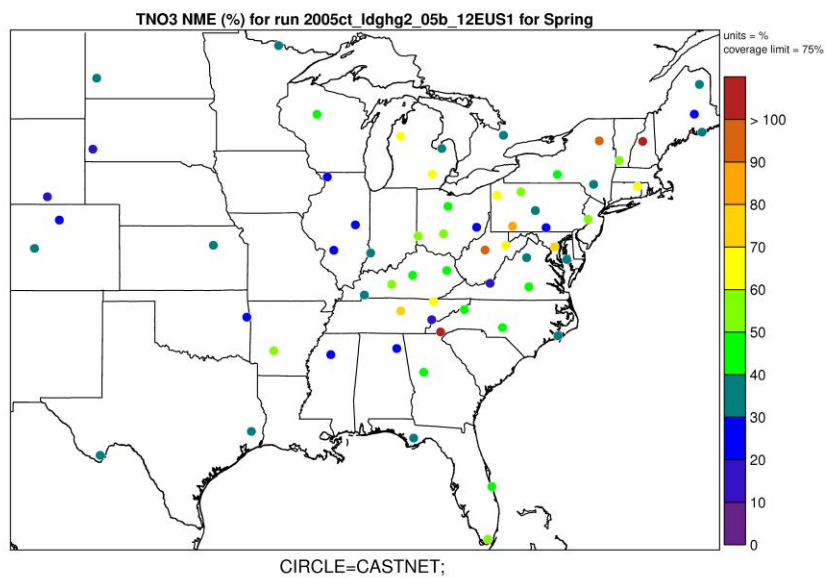 TNO3 NME (%) for run 2005ct_ldghg2_05b_12EUS1 for Spring
units = %
coverage limit = 75%
> 100
90
80
70
60
50
40
30
20
10
0
CIRCLE=CASTNET;